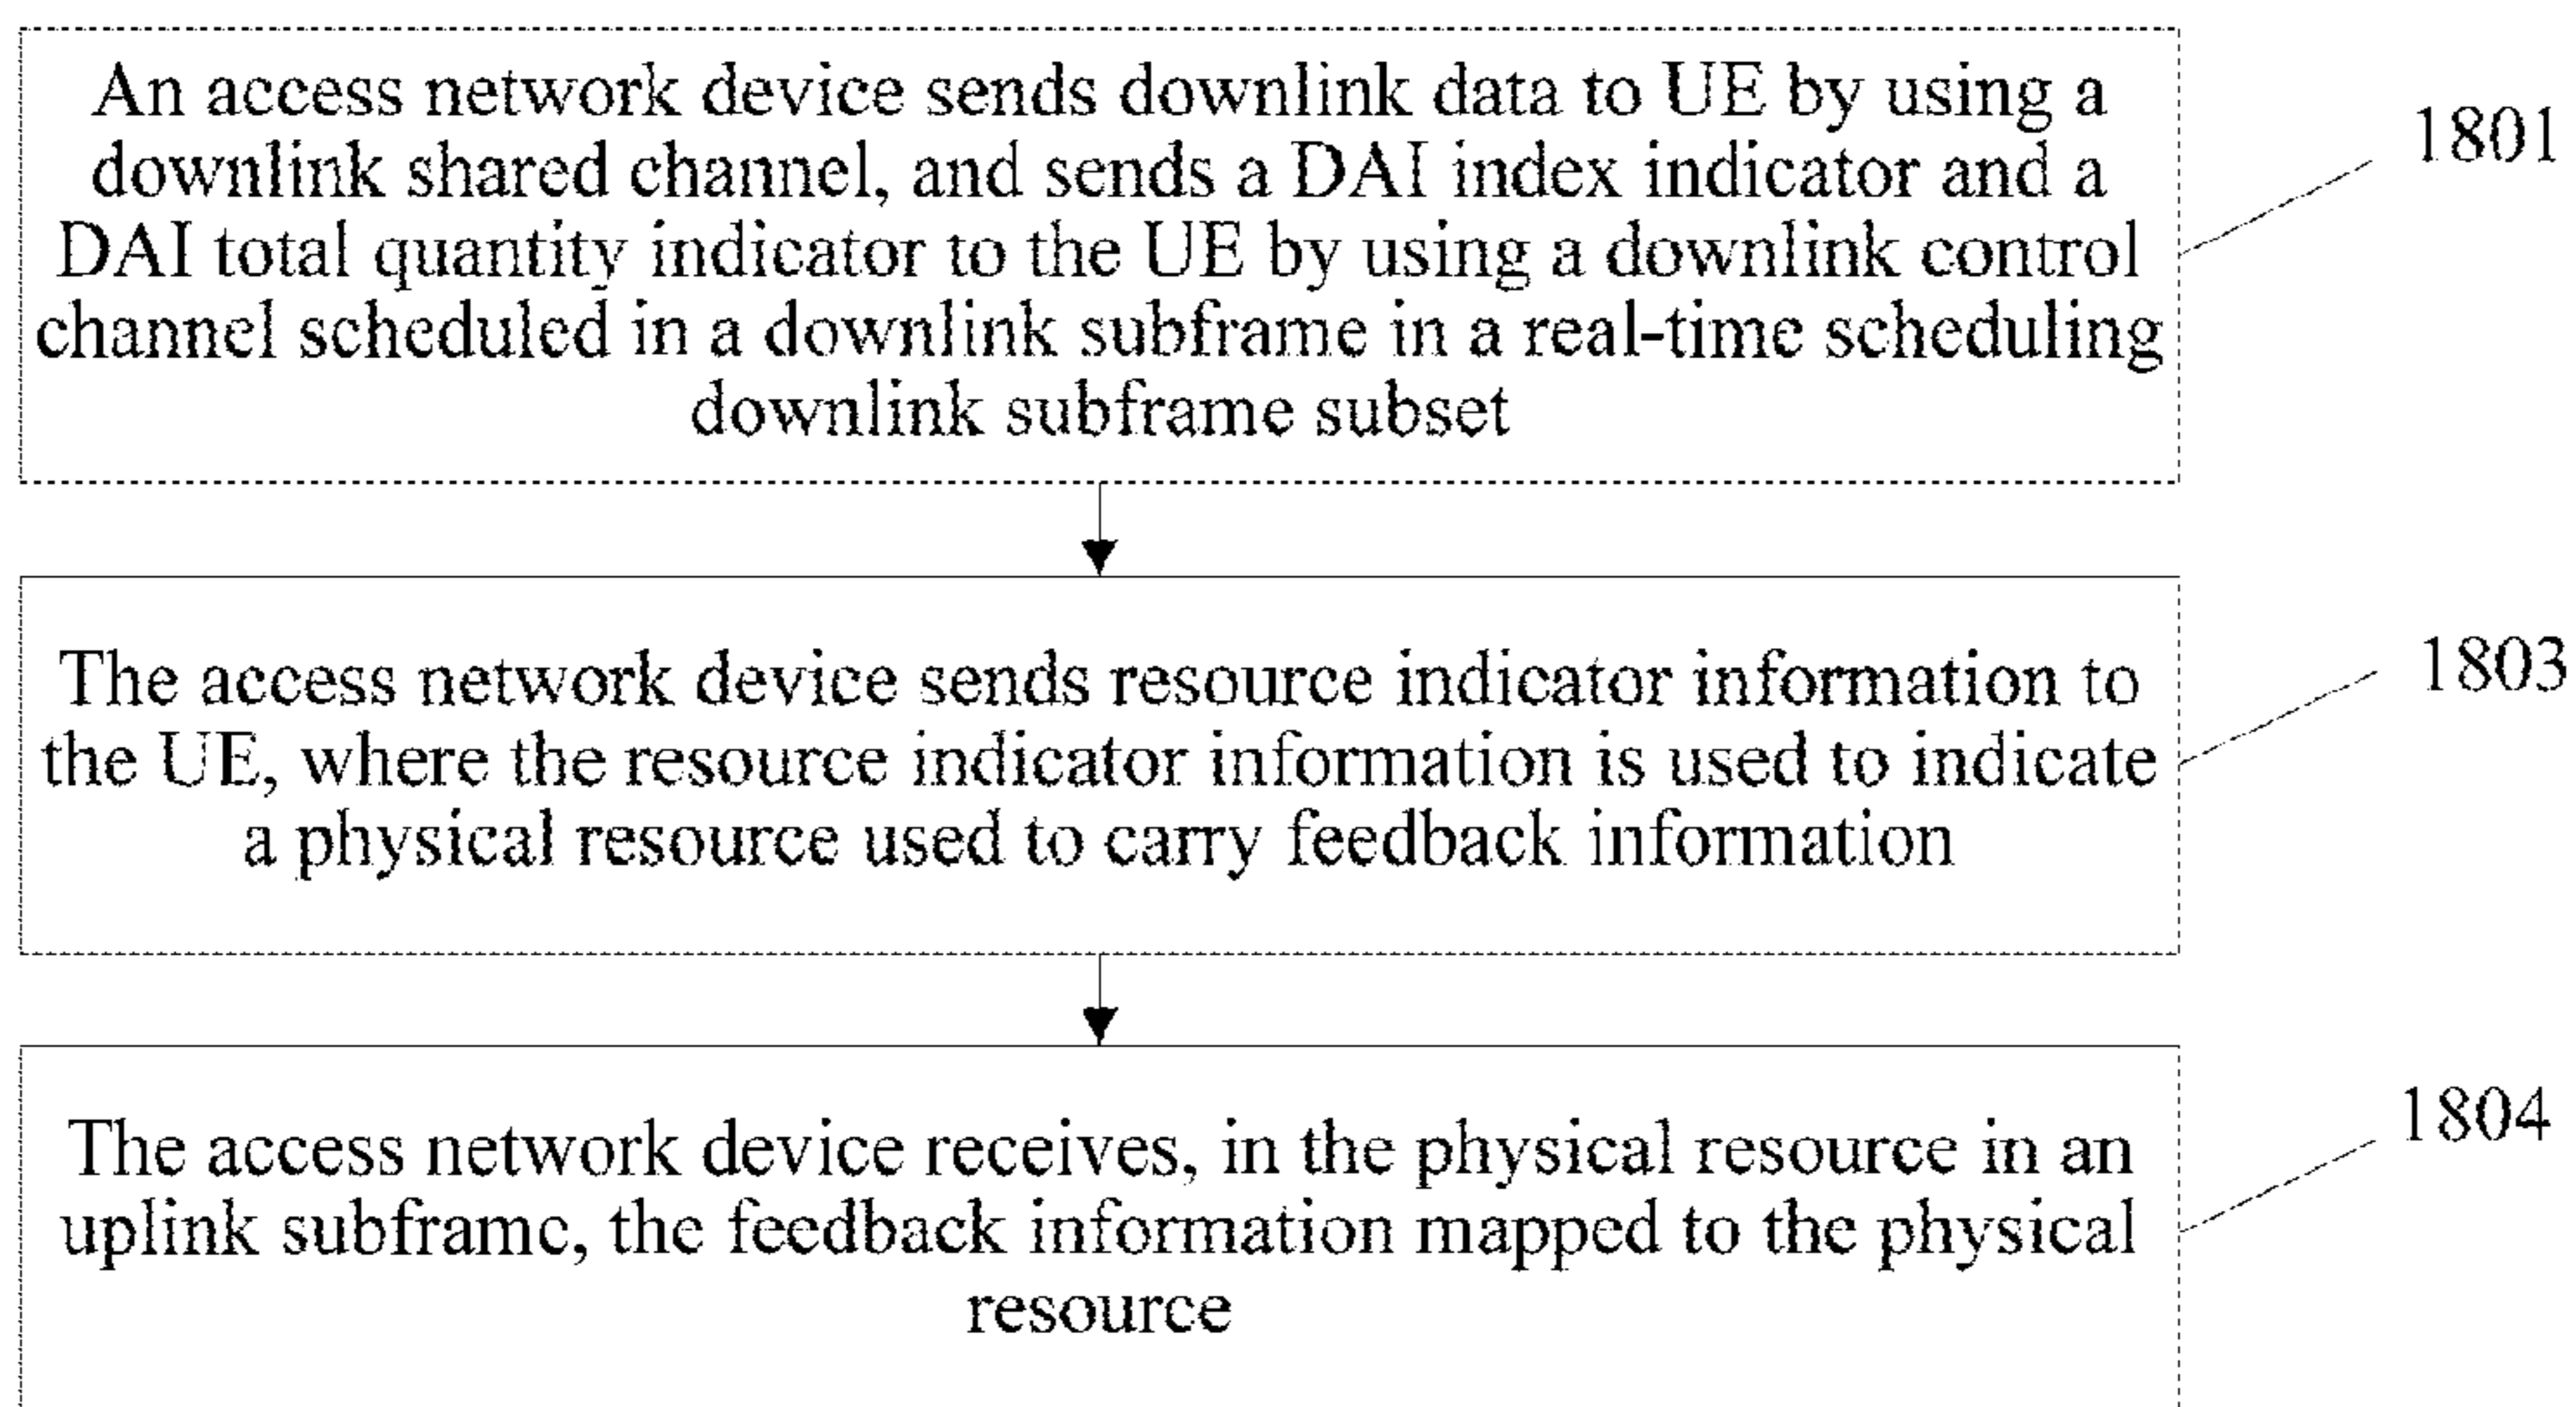 An access network device sends downlink data to UE by using a
downlink shared channel, and sends a DAI index indicator and a
DAI total quantity indicator to the UE by using a downlink control
channel scheduled in a downlink subframe in a real-time scheduling
downlink subframe subset
1801
The access network device sends resource indicator information to
the UE, where the resource indicator information is used to indicate
a physical resource used to carry feedback information
1803
The access network device receives, in the physical resource in an
uplink subframe, the feedback information mapped to the physical
resource
1804